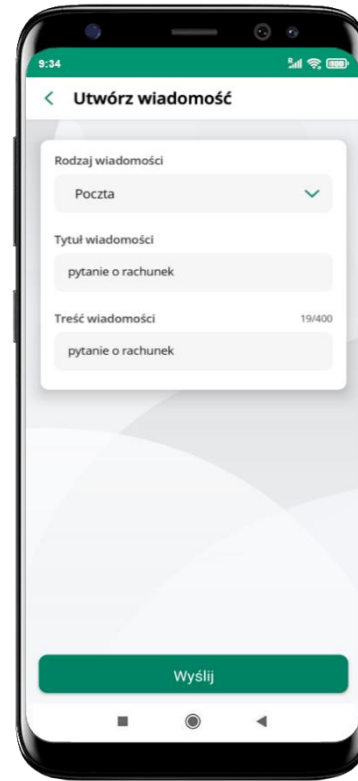 9:34
Utwórz wiadomość
Rodzaj wiadomości
Poczta
Tytuł wiadomości
pytanie o rachunek
Treść wiadomości 19/400
pytanie o rachunek
Wyślij